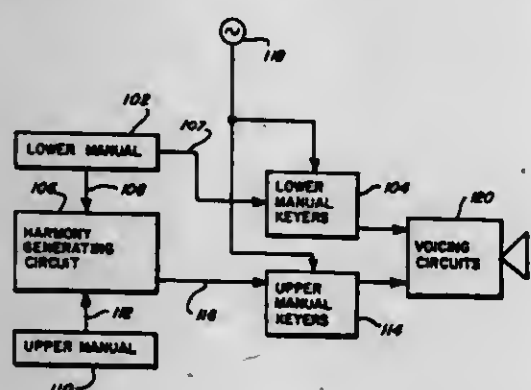 118
102
107
LOWER MANUAL
106
108
LOWER MANUAL KEYERS
104
120
HARMONY GENERATING CIRCUIT
VOICING CIRCUITS
116
UPPER MANUAL KEYERS
114
112
UPPER MANUAL
110